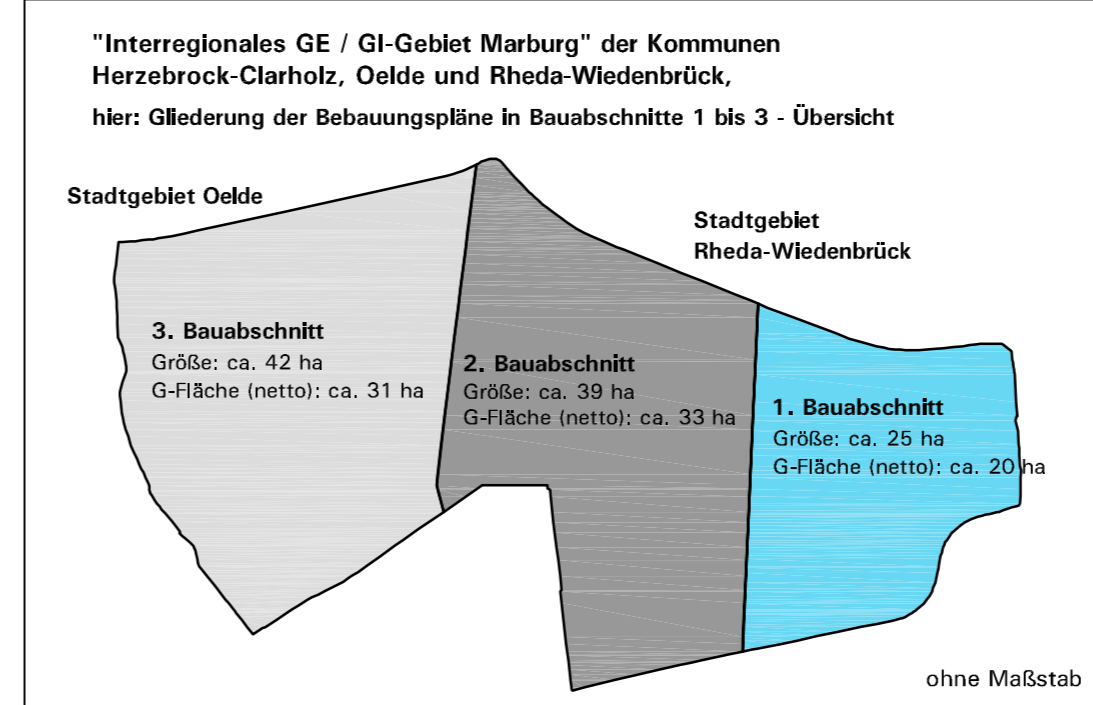 "Interregionales GE / GI-Gebiet Marburg" der Kommunen
Herzebrock-Clarholz, Oelde und Rheda-Wiedenbrück,
hier: Gliederung der Bebauungspläne in Bauabschnitte 1 bis 3 - Übersicht
Stadtgebiet Oelde
Stadtgebiet
Rheda-Wiedenbrück
3. Bauabschnitt
Größe: ca. 42 ha
G-Fläche (netto): ca. 31 ha
2. Bauabschnitt
Größe: ca. 39 ha
G-Fläche (netto): ca. 33 ha
1. Bauabschnitt
Größe: ca. 25 ha
G-Fläche (netto): ca. 20 ha
ohne Maßstab